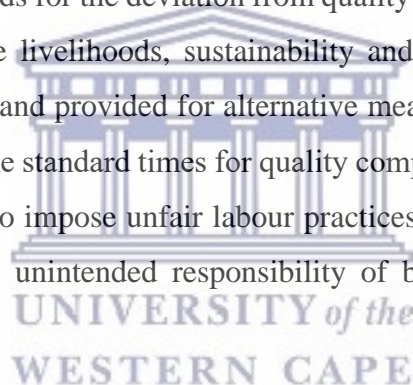 ds for the deviation from quality
e livelihoods, sustainability and
and provided for alternative mea
e standard times for quality comp
o impose unfair labour practices
unintended responsibility of b
UNIVERSITY of the
WESTERN CAPE